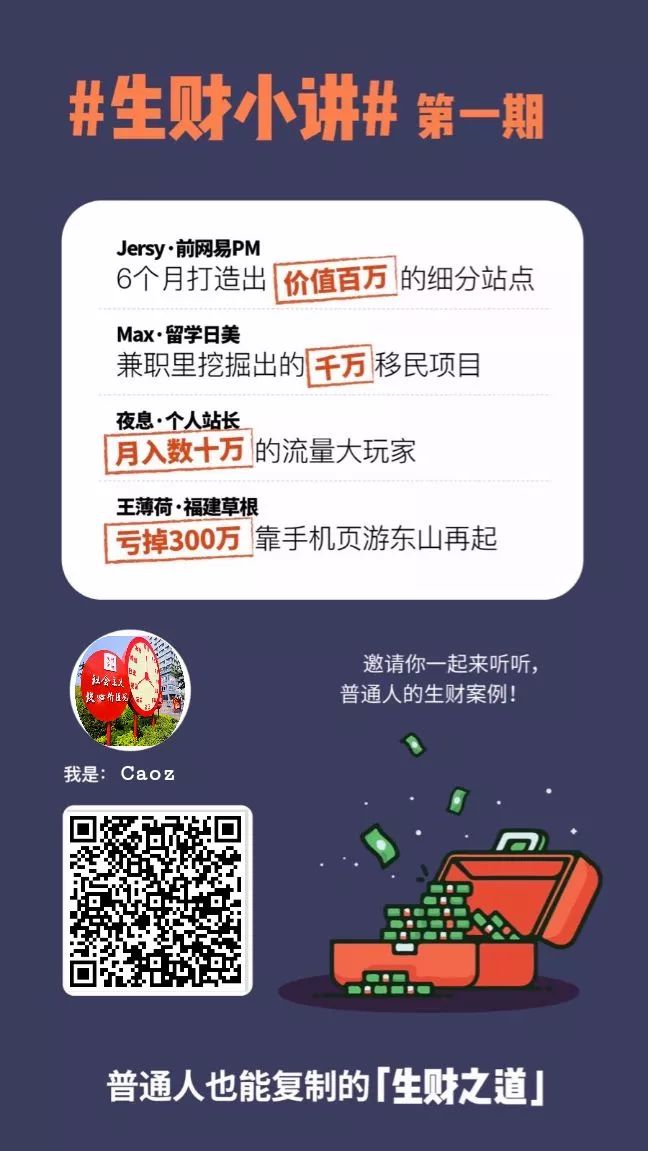 #生财小讲# 第一期
Jersy·前网易PM
6个月打造出 价值百万 的细分站点
Max·留学日美
兼职里挖掘出的 千万 移民项目
夜息·个人站长
月入数十万 的流量大玩家
王薄荷·福建草根
亏掉300万 靠手机页游东山再起
邀请你一起来听听，
普通人的生财案例！
社会主义
我是： Caoz
普通人也能复制的「生财之道」